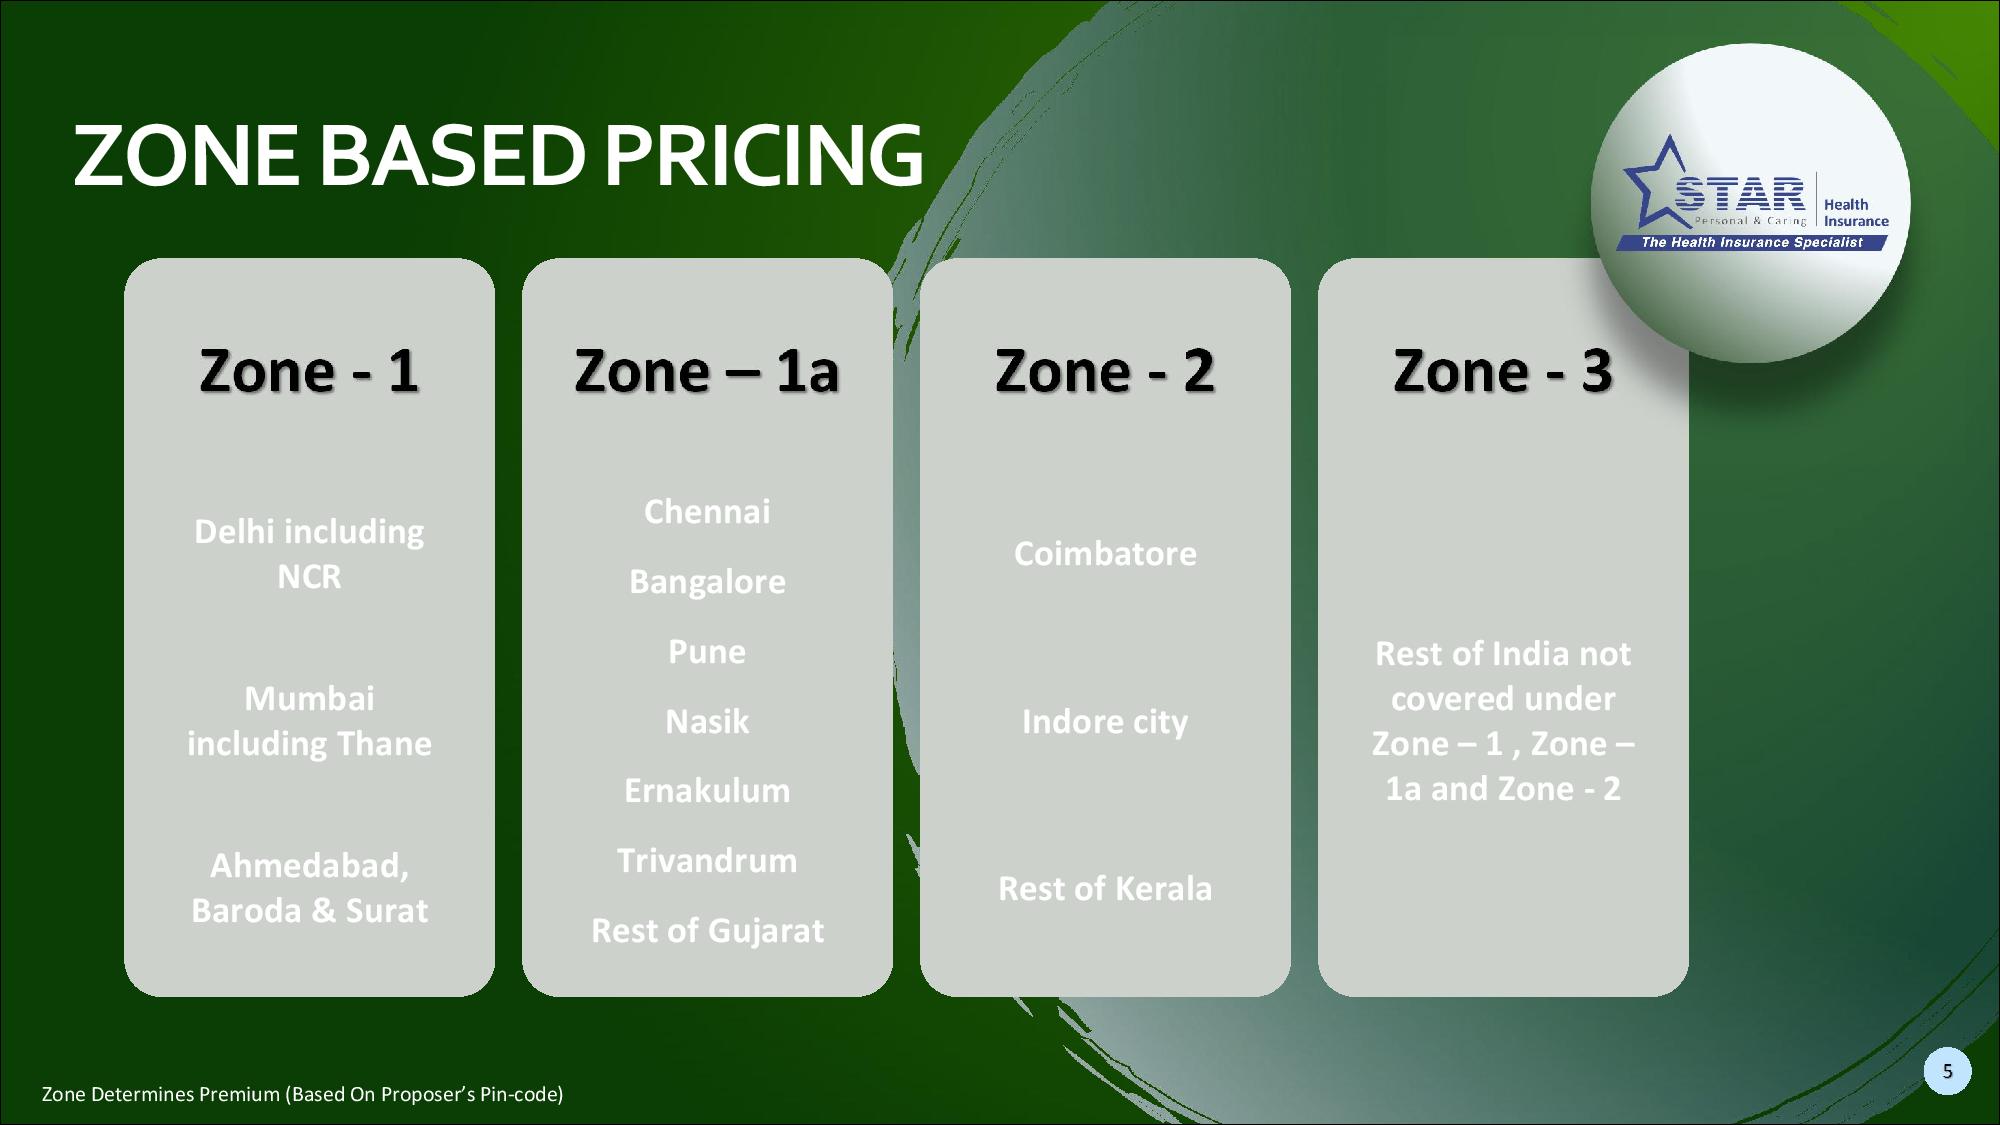 ZONE BASED PRICING
STAR
Personal & Caring
Health
Insurance
The Health Insurance Specialist
Zone - 1
Delhi including
NCR
Mumbai
including Thane
Ahmedabad,
Baroda & Surat
Zone – 1a
Chennai
Bangalore
Pune
Nasik
Ernakulum
Trivandrum
Rest of Gujarat
Zone - 2
Coimbatore
Indore city
Rest of Kerala
Zone - 3
Rest of India not
covered under
Zone – 1 , Zone –
1a and Zone - 2
Zone Determines Premium (Based On Proposer’s Pin-code)
5